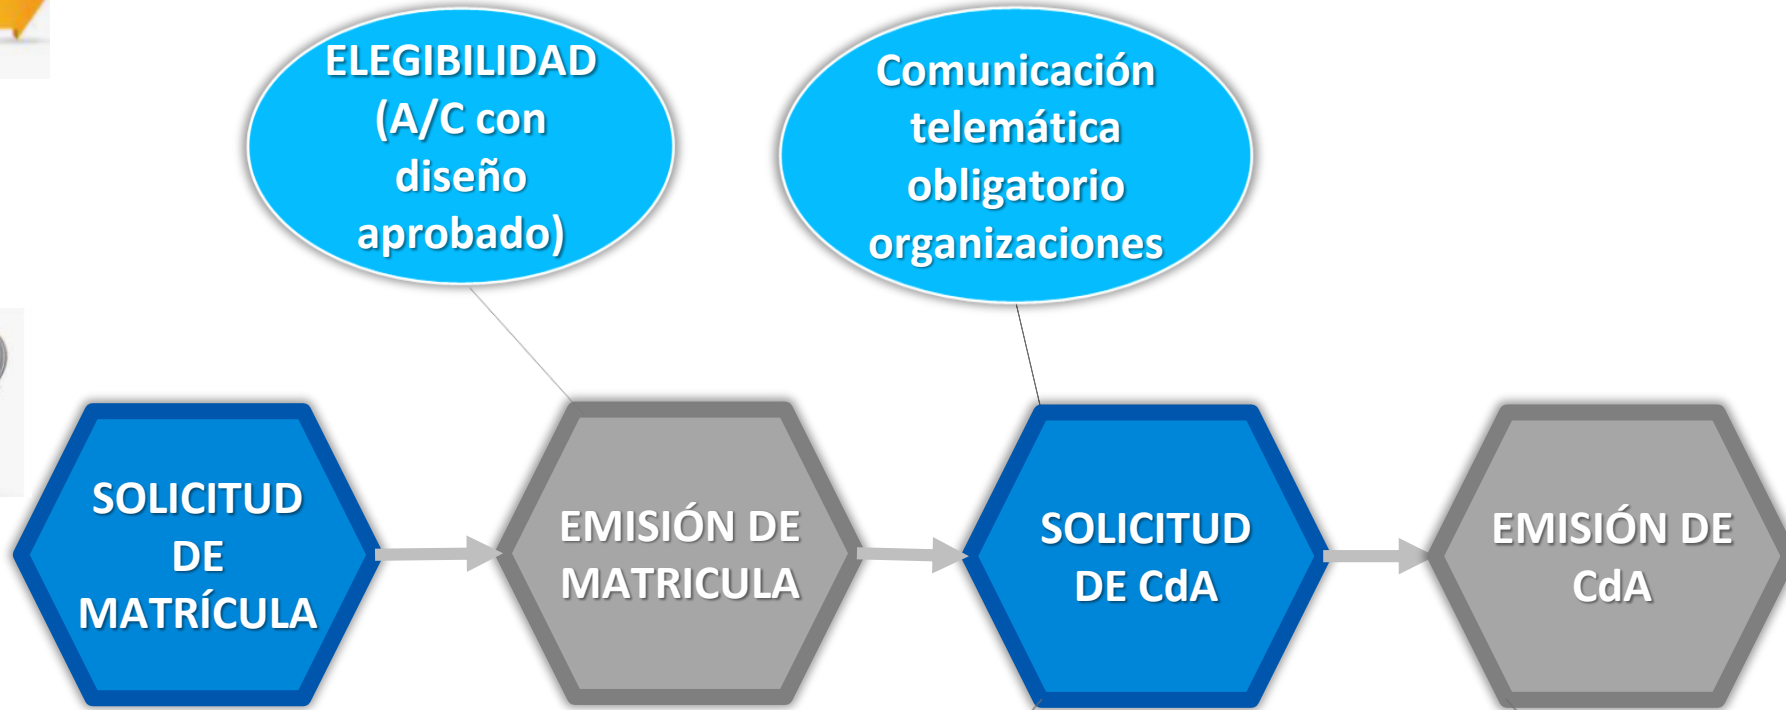 ELEGIBILIDAD
(A/C con
diseño
aprobado)
Comunicación
telemática
obligatorio
organizaciones
SOLICITUD
DE
MATRÍCULA
EMISIÓN DE
MATRICULA
SOLICITUD
DE CdA
EMISIÓN DE
CdA